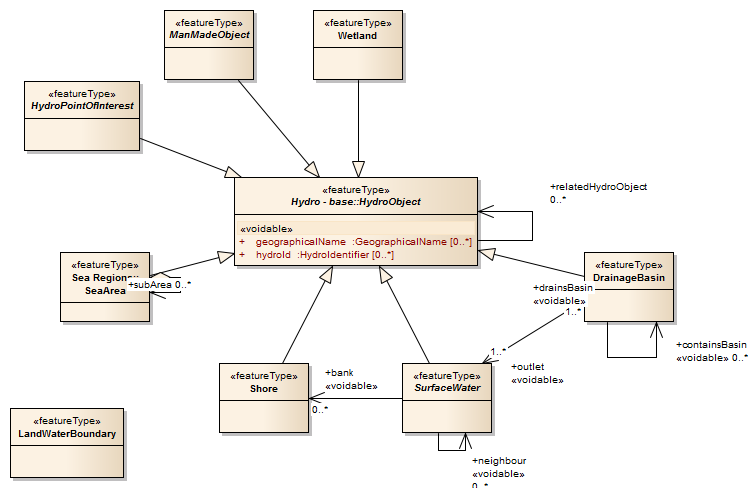 «featureType»
ManMadeObject
«featureType»
Wetland
«featureType»
HydroPointOfInterest
«featureType»
Hydro - base::HydroObject
«voidable»
+ geographicalName :GeographicalName [0..*]
+ hydroId :HydroIdentifier [0..*]
+relatedHydroObject
0..*
«featureType»
Sea Regions::
SeaArea
+subArea 0..*
«featureType»
DrainageBasin
+drainsBasin
«voidable»
1..*
+containsBasin
«voidable» 0..*
1..*
+outlet
«voidable»
«featureType»
Shore
+bank
«voidable»
0..*
«featureType»
SurfaceWater
+neighbour
«voidable»
0..*
«featureType»
LandWaterBoundary